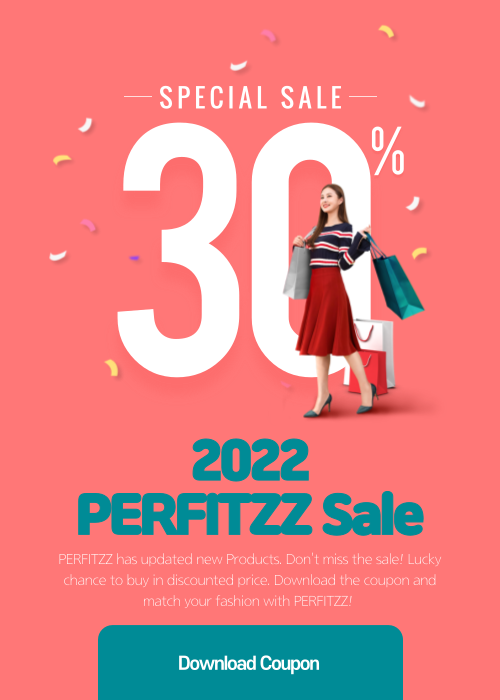 SPECIAL SALE
30%
2022
PERFITZZ Sale
PERFITZZ has updated new Products. Don't miss the sale! Lucky
chance to buy in discounted price. Download the coupon and
match your fashion with PERFITZZ!
Download Coupon